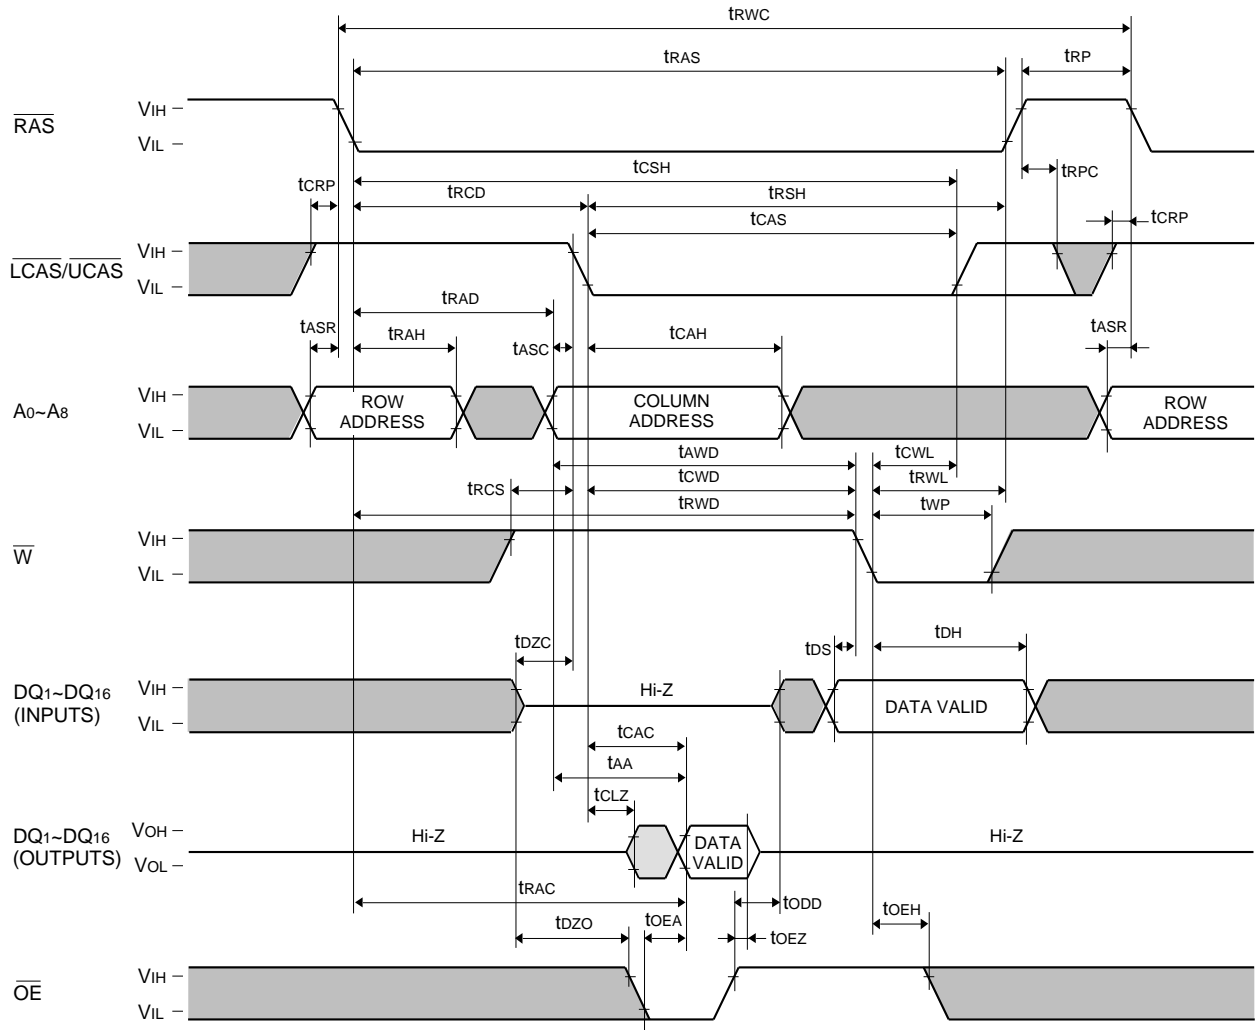 tRWC
tRAS
tRP
RAS
VIH
VIL
tCSH
tCRP
tRCD
tRSH
tRPC
tCAS
tCRP
LCAS/UCAS
VIH
VIL
tRAD
tASR
tRAH
tASC
tCAH
tASR
A0~A8
VIH
VIL
ROW
ADDRESS
COLUMN
ADDRESS
ROW
ADDRESS
tAWD
tCWL
tRCS
tCWD
tRWL
tRWD
tWP
W
VIH
VIL
tDZC
tDS
tDH
DQ1~DQ16
(INPUTS)
VIH
VIL
Hi-Z
DATA VALID
tCAC
tAA
tCLZ
DQ1~DQ16
(OUTPUTS)
VOH
VOL
Hi-Z
DATA
VALID
Hi-Z
tRAC
tODD
tDZO
tOEA
tOEZ
tOEH
OE
VIH
VIL